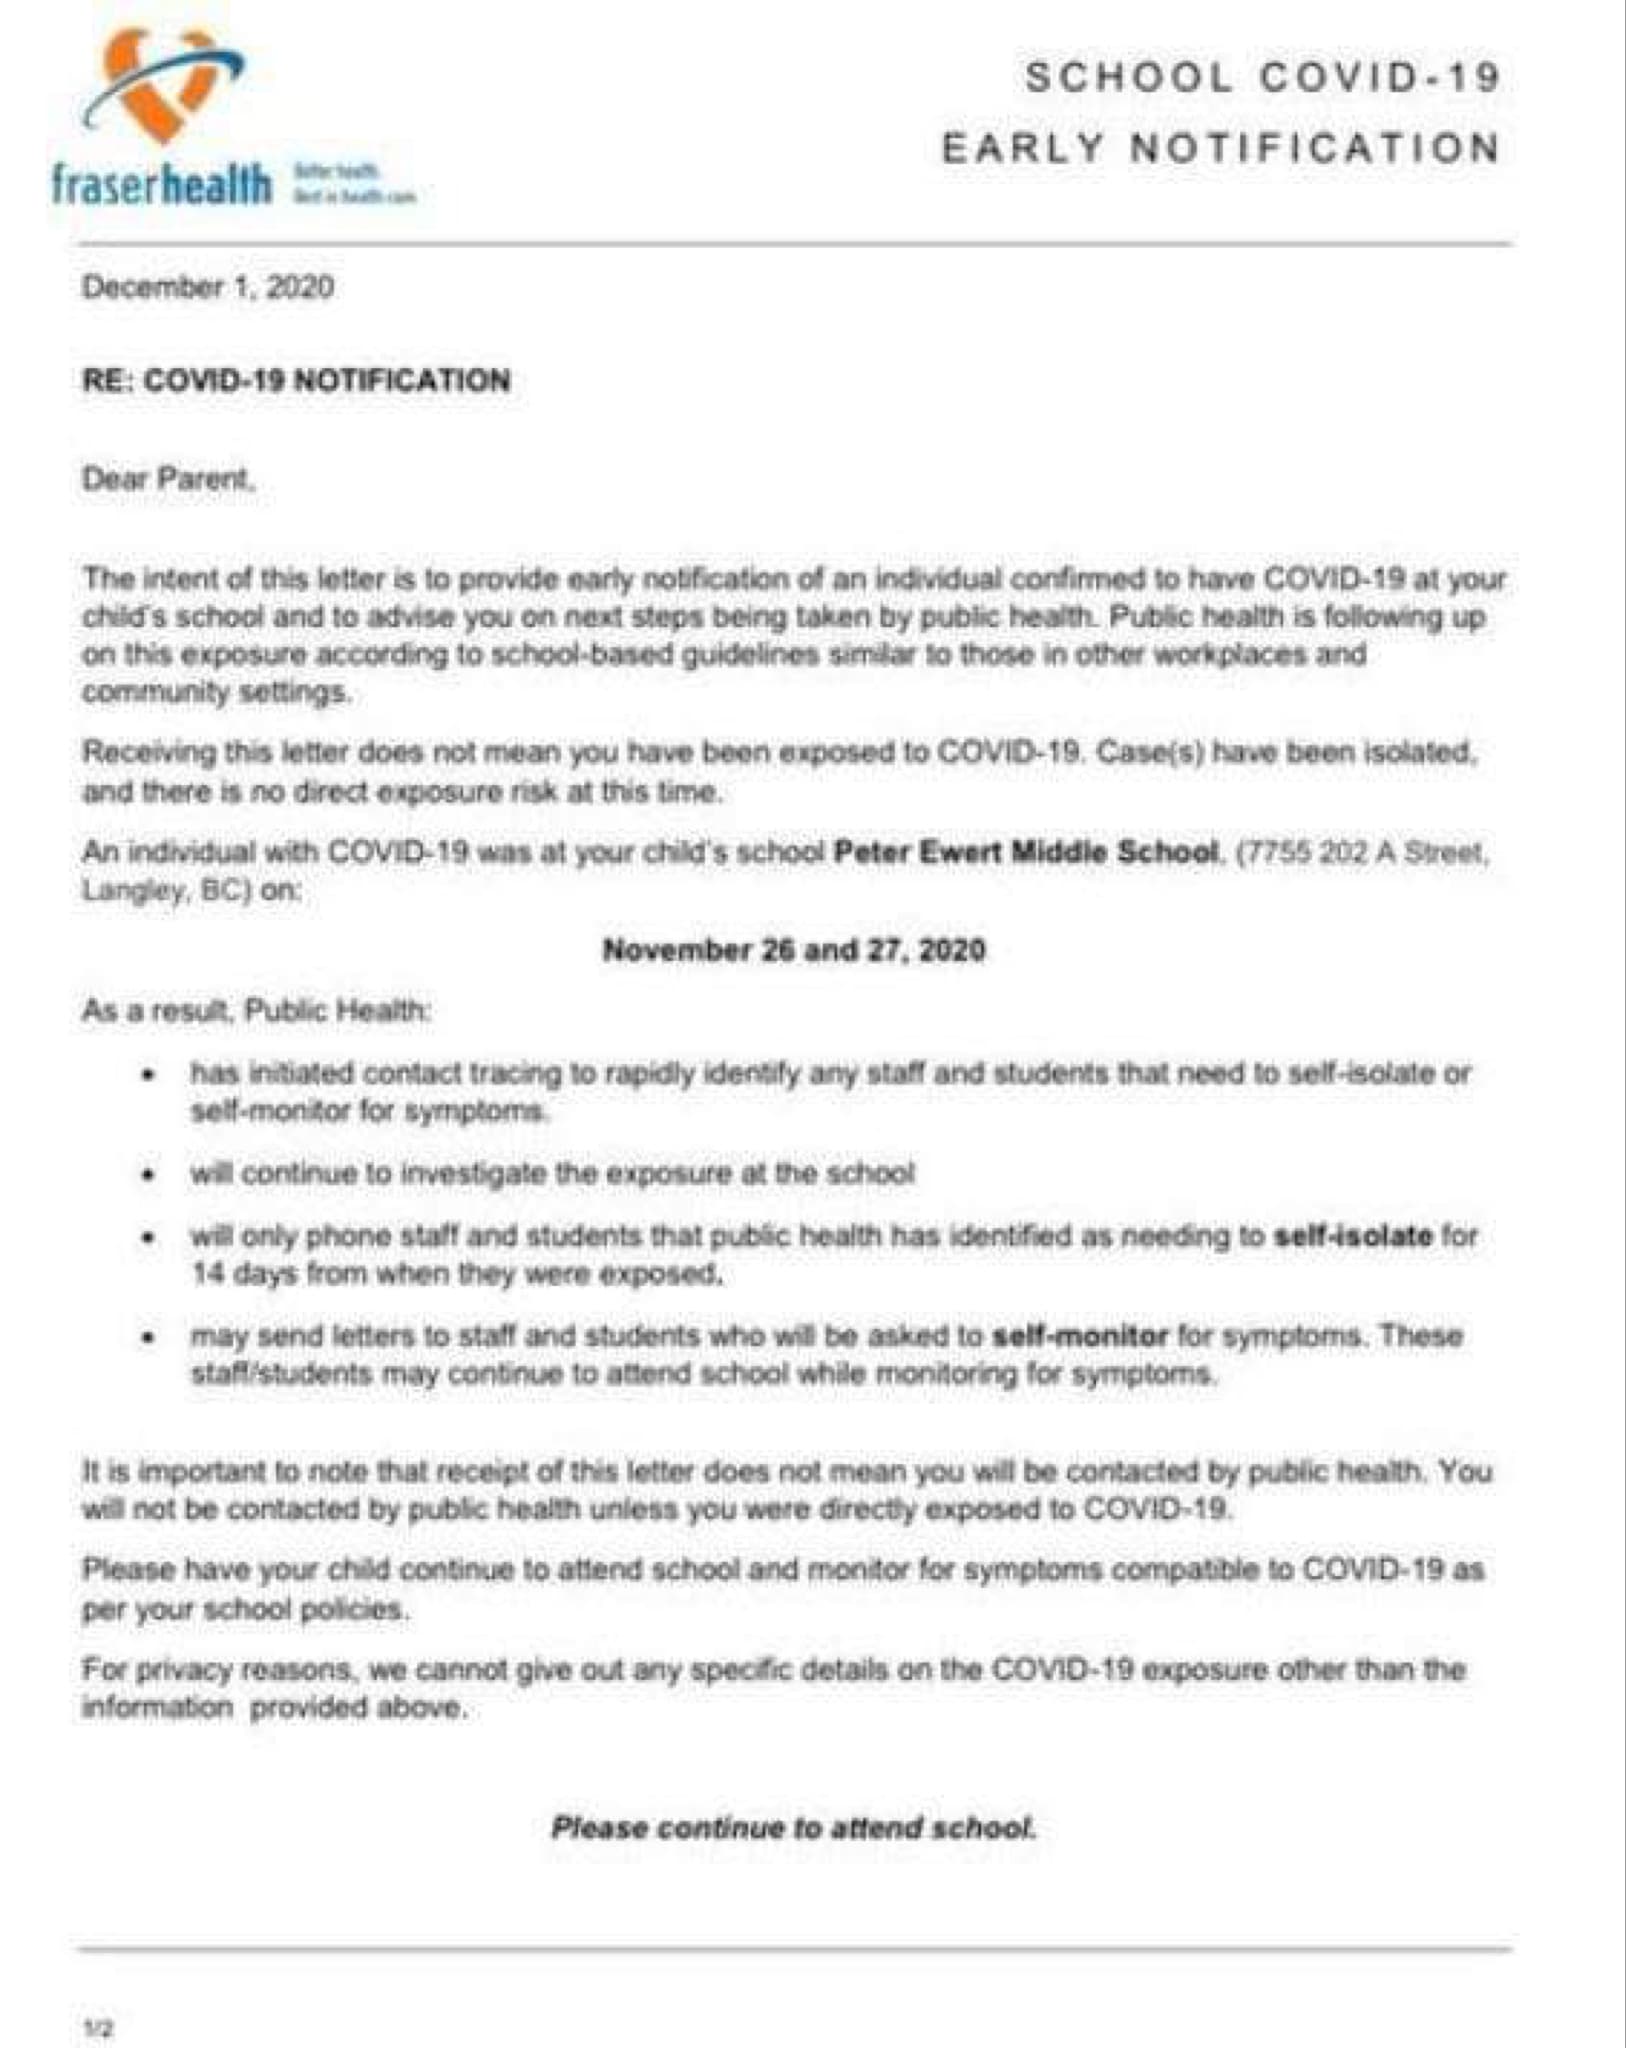 SCHOOL COVID-19
EARLY NOTIFICATION
fraserhealth
Better health.
Best in health care.
December 1, 2020
RE: COVID-19 NOTIFICATION
Dear Parent,
The intent of this letter is to provide early notification of an individual confirmed to have COVID-19 at your
child's school and to advise you on next steps being taken by public health. Public health is following up
on this exposure according to school-based guidelines similar to those in other workplaces and
community settings.
Receiving this letter does not mean you have been exposed to COVID-19. Case(s) have been isolated,
and there is no direct exposure risk at this time.
An individual with COVID-19 was at your child's school Peter Ewert Middle School, (7755 202 A Street,
Langley, BC) on:
November 26 and 27, 2020
As a result, Public Health:
• has initiated contact tracing to rapidly identify any staff and students that need to self-isolate or
self-monitor for symptoms.
• will continue to investigate the exposure at the school
• will only phone staff and students that public health has identified as needing to self-isolate for
14 days from when they were exposed.
• may send letters to staff and students who will be asked to self-monitor for symptoms. These
staff/students may continue to attend school while monitoring for symptoms.
It is important to note that receipt of this letter does not mean you will be contacted by public health. You
will not be contacted by public health unless you were directly exposed to COVID-19.
Please have your child continue to attend school and monitor for symptoms compatible to COVID-19 as
per your school policies.
For privacy reasons, we cannot give out any specific details on the COVID-19 exposure other than the
information provided above.
Please continue to attend school.
1/2